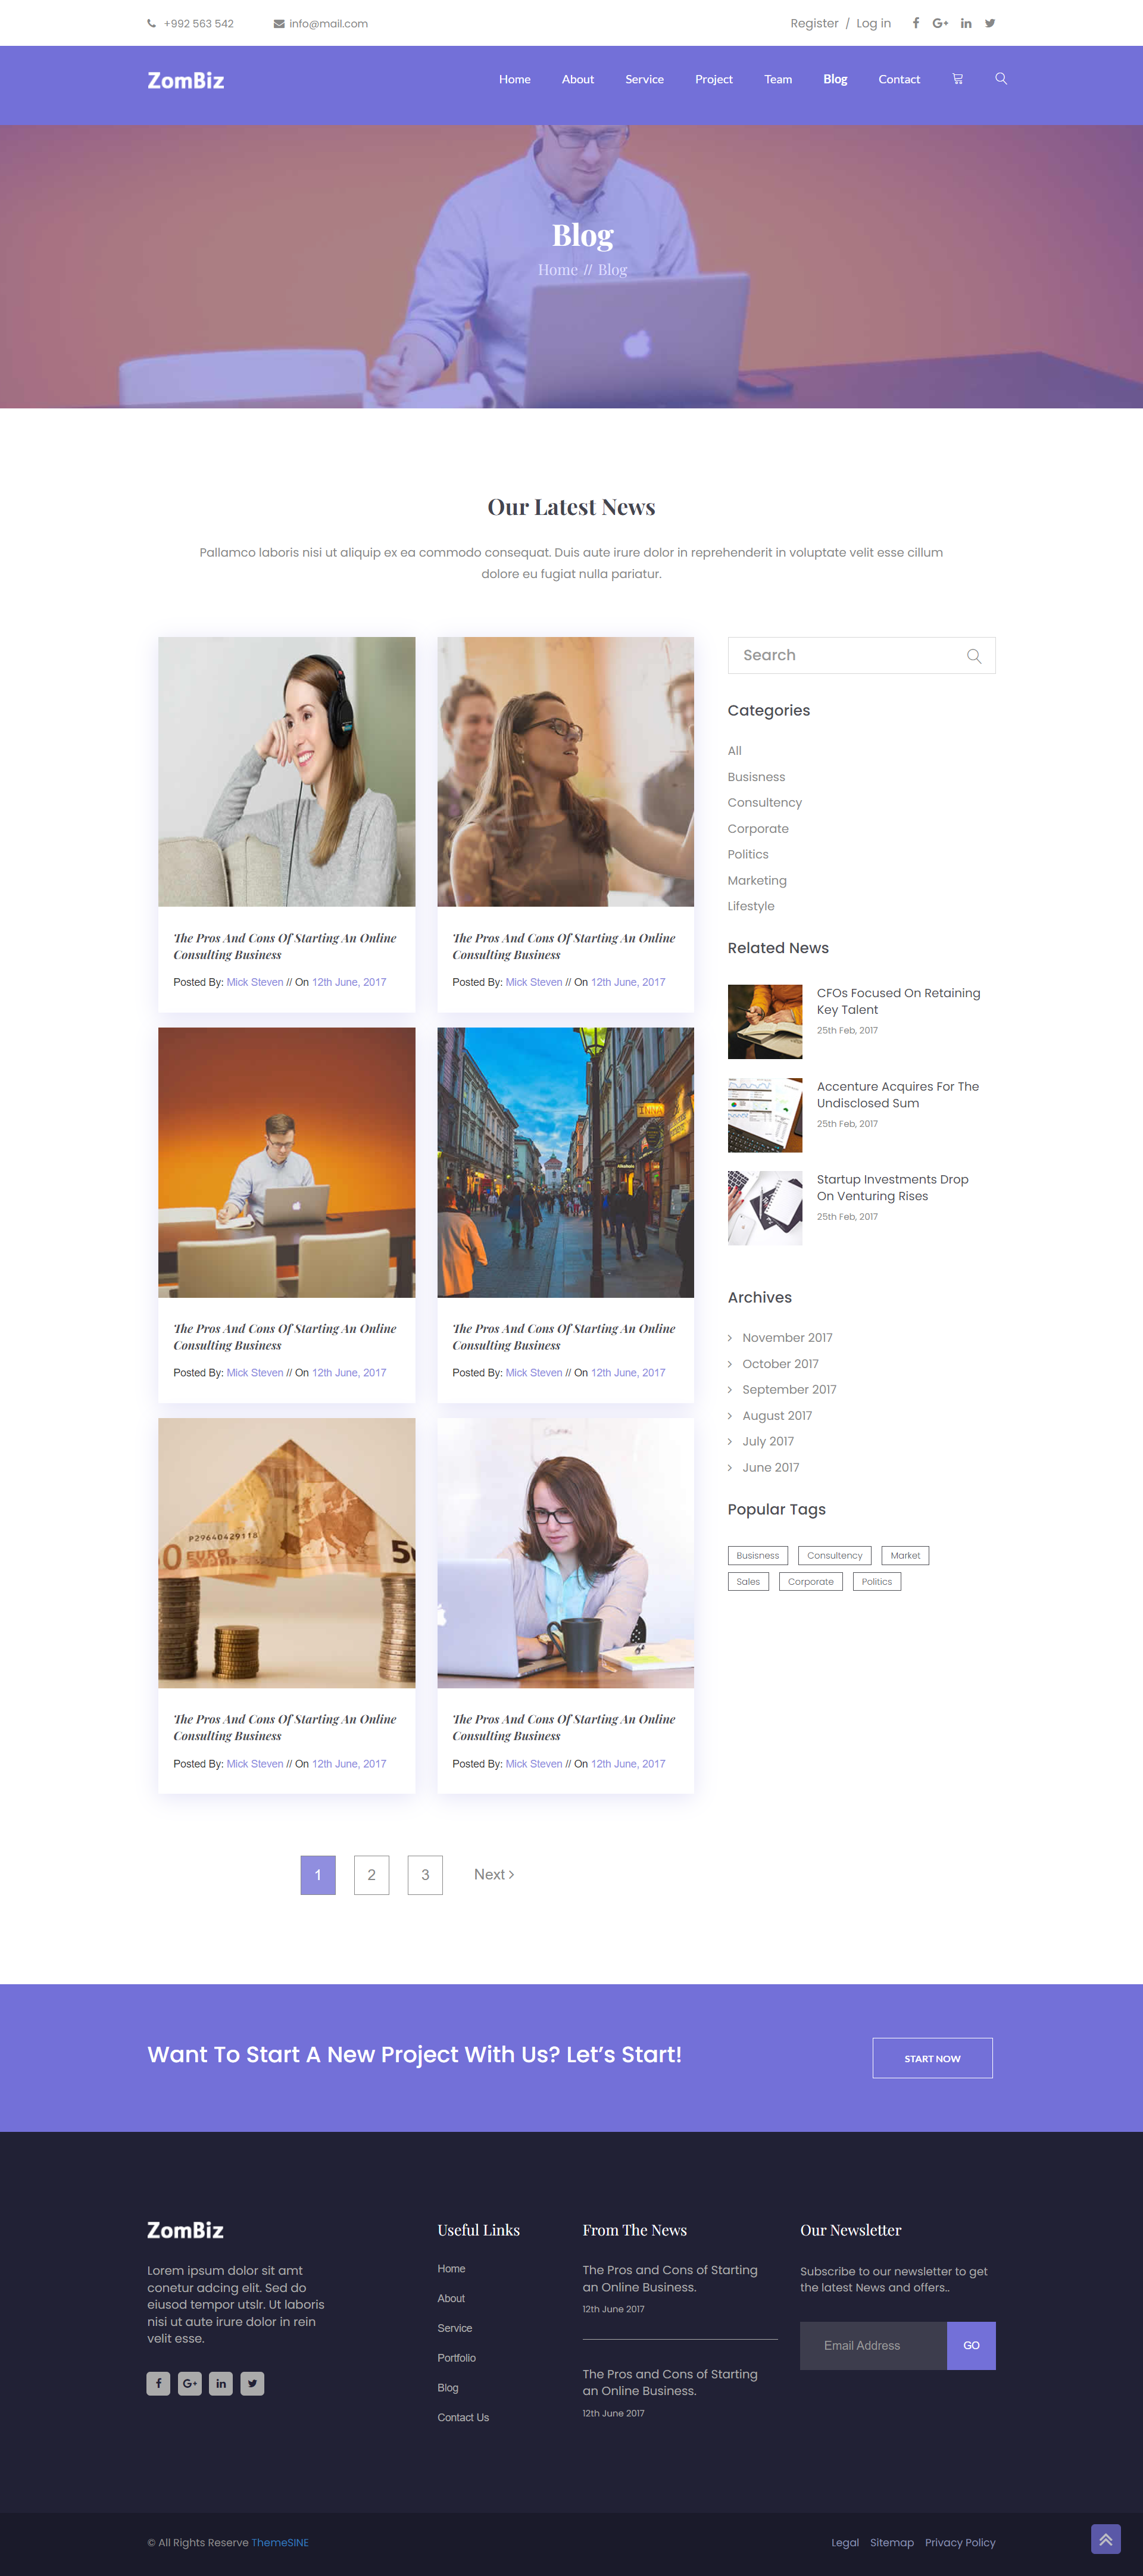 +992 563 542
info@mail.com
Register / Log in
ZomBiz
Home About Service Project Team Blog Contact
Blog
Home // Blog
Our Latest News
Pallamco laboris nisi ut aliquip ex ea commodo consequat. Duis aute irure dolor in reprehenderit in voluptate velit esse cillum
dolore eu fugiat nulla pariatur.
The Pros And Cons Of Starting An Online
Consulting Business
Posted By: Mick Steven // On 12th June, 2017
The Pros And Cons Of Starting An Online
Consulting Business
Posted By: Mick Steven // On 12th June, 2017
INNA
The Pros And Cons Of Starting An Online
Consulting Business
Posted By: Mick Steven // On 12th June, 2017
The Pros And Cons Of Starting An Online
Consulting Business
Posted By: Mick Steven // On 12th June, 2017
P29640429118
0 EURO
5
The Pros And Cons Of Starting An Online
Consulting Business
Posted By: Mick Steven // On 12th June, 2017
The Pros And Cons Of Starting An Online
Consulting Business
Posted By: Mick Steven // On 12th June, 2017
1 2 3 Next
Search
Categories
All
Busisness
Consultency
Corporate
Politics
Marketing
Lifestyle
Related News
CFOs Focused On Retaining
Key Talent
25th Feb, 2017
Accenture Acquires For The
Undisclosed Sum
25th Feb, 2017
Startup Investments Drop
On Venturing Rises
25th Feb, 2017
Archives
November 2017
October 2017
September 2017
August 2017
July 2017
June 2017
Popular Tags
Busisness Consultency Market
Sales Corporate Politics
Want To Start A New Project With Us? Let’s Start!
START NOW
ZomBiz
Lorem ipsum dolor sit amt
conetur adcing elit. Sed do
eiusod tempor utslr. Ut laboris
nisi ut aute irure dolor in rein
velit esse.
Useful Links
Home
About
Service
Portfolio
Blog
Contact Us
From The News
The Pros and Cons of Starting
an Online Business.
12th June 2017
The Pros and Cons of Starting
an Online Business.
12th June 2017
Our Newsletter
Subscribe to our newsletter to get
the latest News and offers..
Email Address
GO
© All Rights Reserve ThemeSINE
Legal Sitemap Privacy Policy